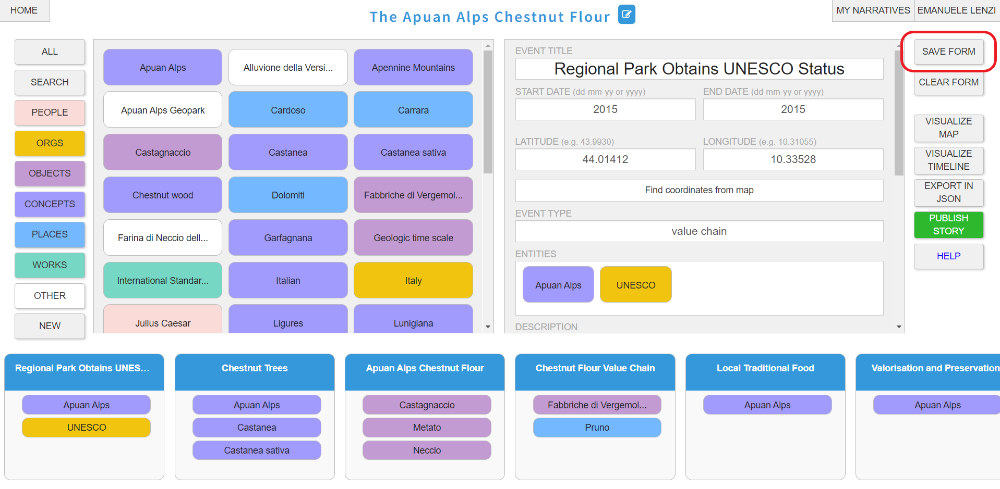 HOME
The Apuan Alps Chestnut Flour
MY NARRATIVES
EMANUELE LENZI
ALL
SEARCH
PEOPLE
ORGS
OBJECTS
CONCEPTS
PLACES
WORKS
OTHER
NEW
Apuan Alps
Alluvione della Versi...
Apennine Mountains
Apuan Alps Geopark
Cardoso
Carrara
Castagnaccio
Castanea
Castanea sativa
Chestnut wood
Dolomiti
Fabbriche di Vergemol...
Farina di Neccio dell...
Garfagnana
Geologic time scale
International Standar...
Italian
Italy
Julius Caesar
Ligures
Lunigiana
EVENT TITLE
Regional Park Obtains UNESCO Status
START DATE (dd-mm-yy or yyyy)
END DATE (dd-mm-yy or yyyy)
2015
2015
LATITUDE (e.g. 43.9930)
LONGITUDE (e.g. 10.31055)
44.01412
10.33528
Find coordinates from map
EVENT TYPE
value chain
ENTITIES
Apuan Alps
UNESCO
DESCRIPTION
SAVE FORM
CLEAR FORM
VISUALIZE
MAP
VISUALIZE
TIMELINE
EXPORT IN
JSON
PUBLISH
STORY
HELP
Regional Park Obtains UNES...
Apuan Alps
UNESCO
Chestnut Trees
Apuan Alps
Castanea
Castanea sativa
Apuan Alps Chestnut Flour
Castagnaccio
Metato
Neccio
Chestnut Flour Value Chain
Fabbriche di Vergemol...
Pruno
Local Traditional Food
Apuan Alps
Valorisation and Preservation
Apuan Alps